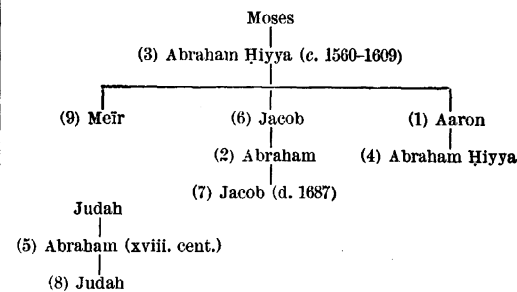 Moses
(3) Abraham Ḥiyya (c. 1560–1609)
(9) Meïr (6) Jacob (1) Aaron
(2) Abraham (4) Abraham Ḥiyya
(7) Jacob (d. 1687)
Judah
(5) Abraham (xviii. cent.)
(8) Judah